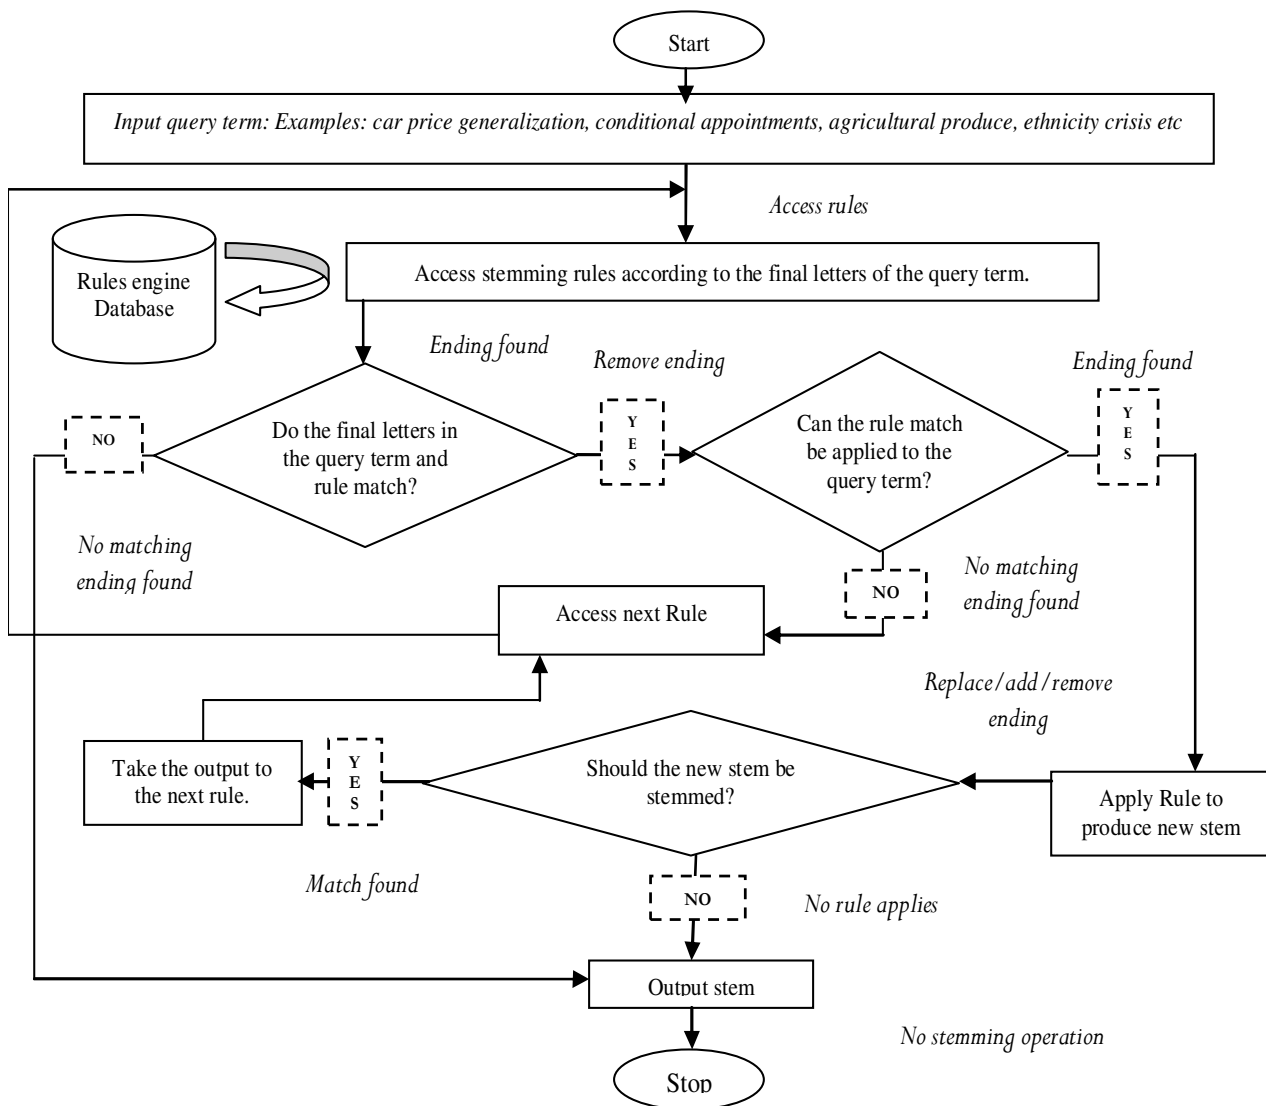 Start
Input query term: Examples: car price generalization, conditional appointments, agricultural produce, ethnicity crisis etc
Access rules
Rules engine
Database
Access stemming rules according to the final letters of the query term.
Ending found
Remove ending
Ending found
NO
Do the final letters in
the query term and
rule match?
Y
E
S
Can the rule match
be applied to the
query term?
Y
E
S
No matching
ending found
NO
No matching
ending found
Access next Rule
Replace/add/remove
ending
Take the output to
the next rule.
Y
E
S
Should the new stem be
stemmed?
Apply Rule to
produce new stem
Match found
NO
No rule applies
Output stem
No stemming operation
Stop